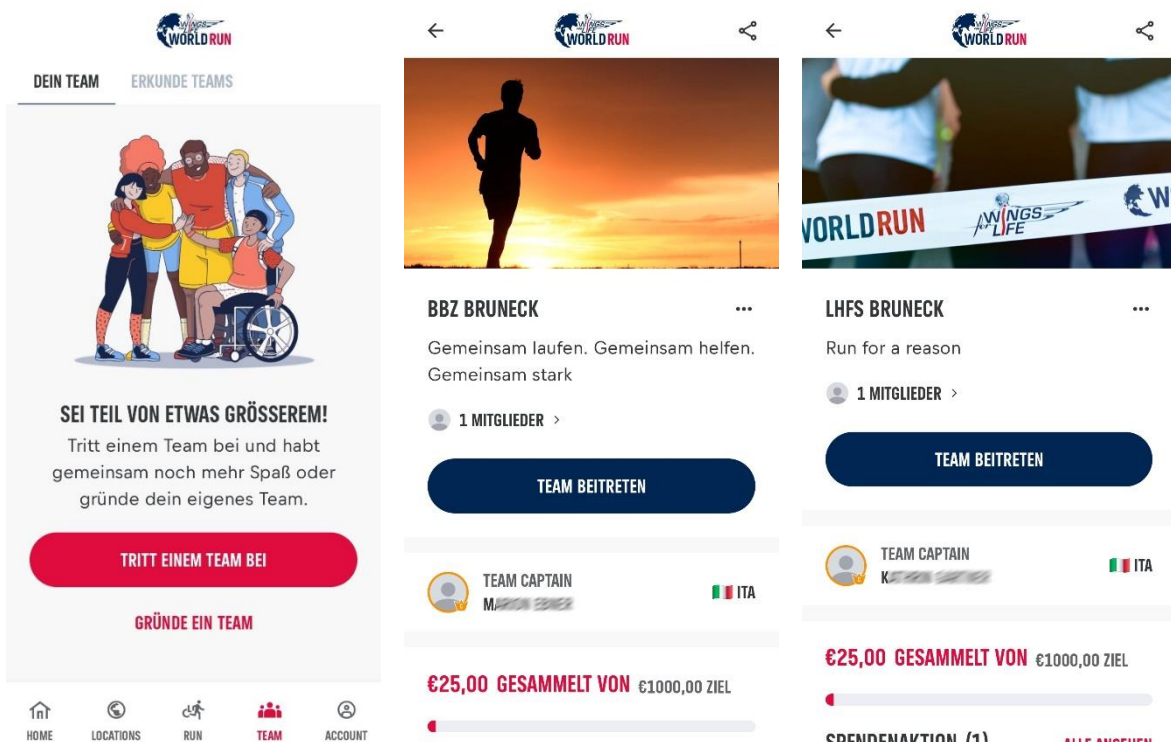 WINGS
for LIFE
WORLD RUN
DEIN TEAM ERKUNDE TEAMS
SEI TEIL VON ETWAS GRÖSSEREM!
Tritt einem Team bei und habt
gemeinsam noch mehr Spaß oder
gründe dein eigenes Team.
TRITT EINEM TEAM BEI
GRÜNDE EIN TEAM
HOME LOCATIONS RUN TEAM ACCOUNT
WINGS
for LIFE
WORLD RUN
BBZ BRUNECK
Gemeinsam laufen. Gemeinsam helfen.
Gemeinsam stark
1 MITGLIEDER >
TEAM BEITRETEN
TEAM CAPTAIN
ITA
€25,00 GESAMMELT VON €1000,00 ZIEL
WINGS
for LIFE
WORLD RUN
WORLD RUN
WINGS
for LIFE
W
LHFS BRUNECK
Run for a reason
1 MITGLIEDER >
TEAM BEITRETEN
TEAM CAPTAIN
ITA
€25,00 GESAMMELT VON €1000,00 ZIEL
SPENDENAKTION (1) ALLE ANSEHEN